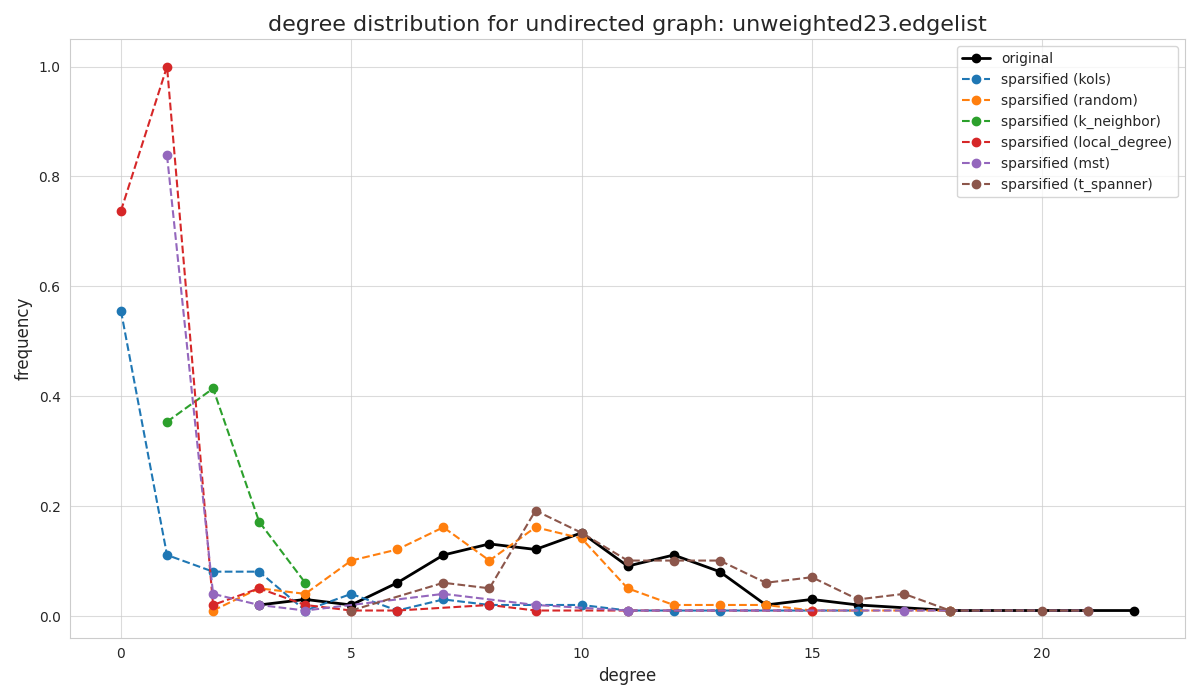 degree distribution for undirected graph: unweighted23.edgelist
original
sparsified (kols)
sparsified (random)
sparsified (k_neighbor)
sparsified (local_degree)
sparsified (mst)
sparsified (t_spanner)
frequency
1.0
0.8
0.6
0.4
0.2
0.0
0 5 10 15 20
degree